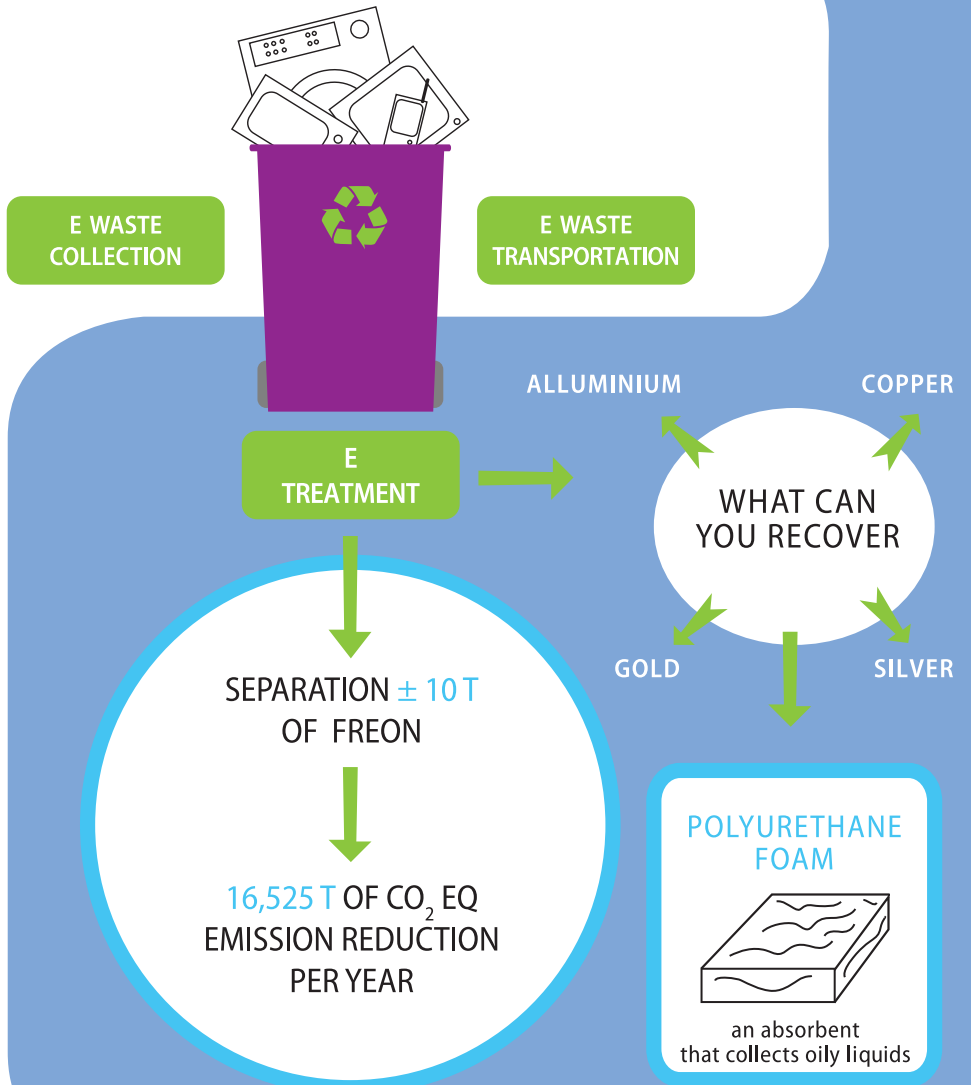 E WASTE
COLLECTION
E WASTE
TRANSPORTATION
ALLUMINIUM
COPPER
E
TREATMENT
WHAT CAN
YOU RECOVER
GOLD
SILVER
SEPARATION ± 10 T
OF FREON
16,525 T OF CO₂ EQ
EMISSION REDUCTION
PER YEAR
POLYURETHANE
FOAM
an absorbent
that collects oily liquids